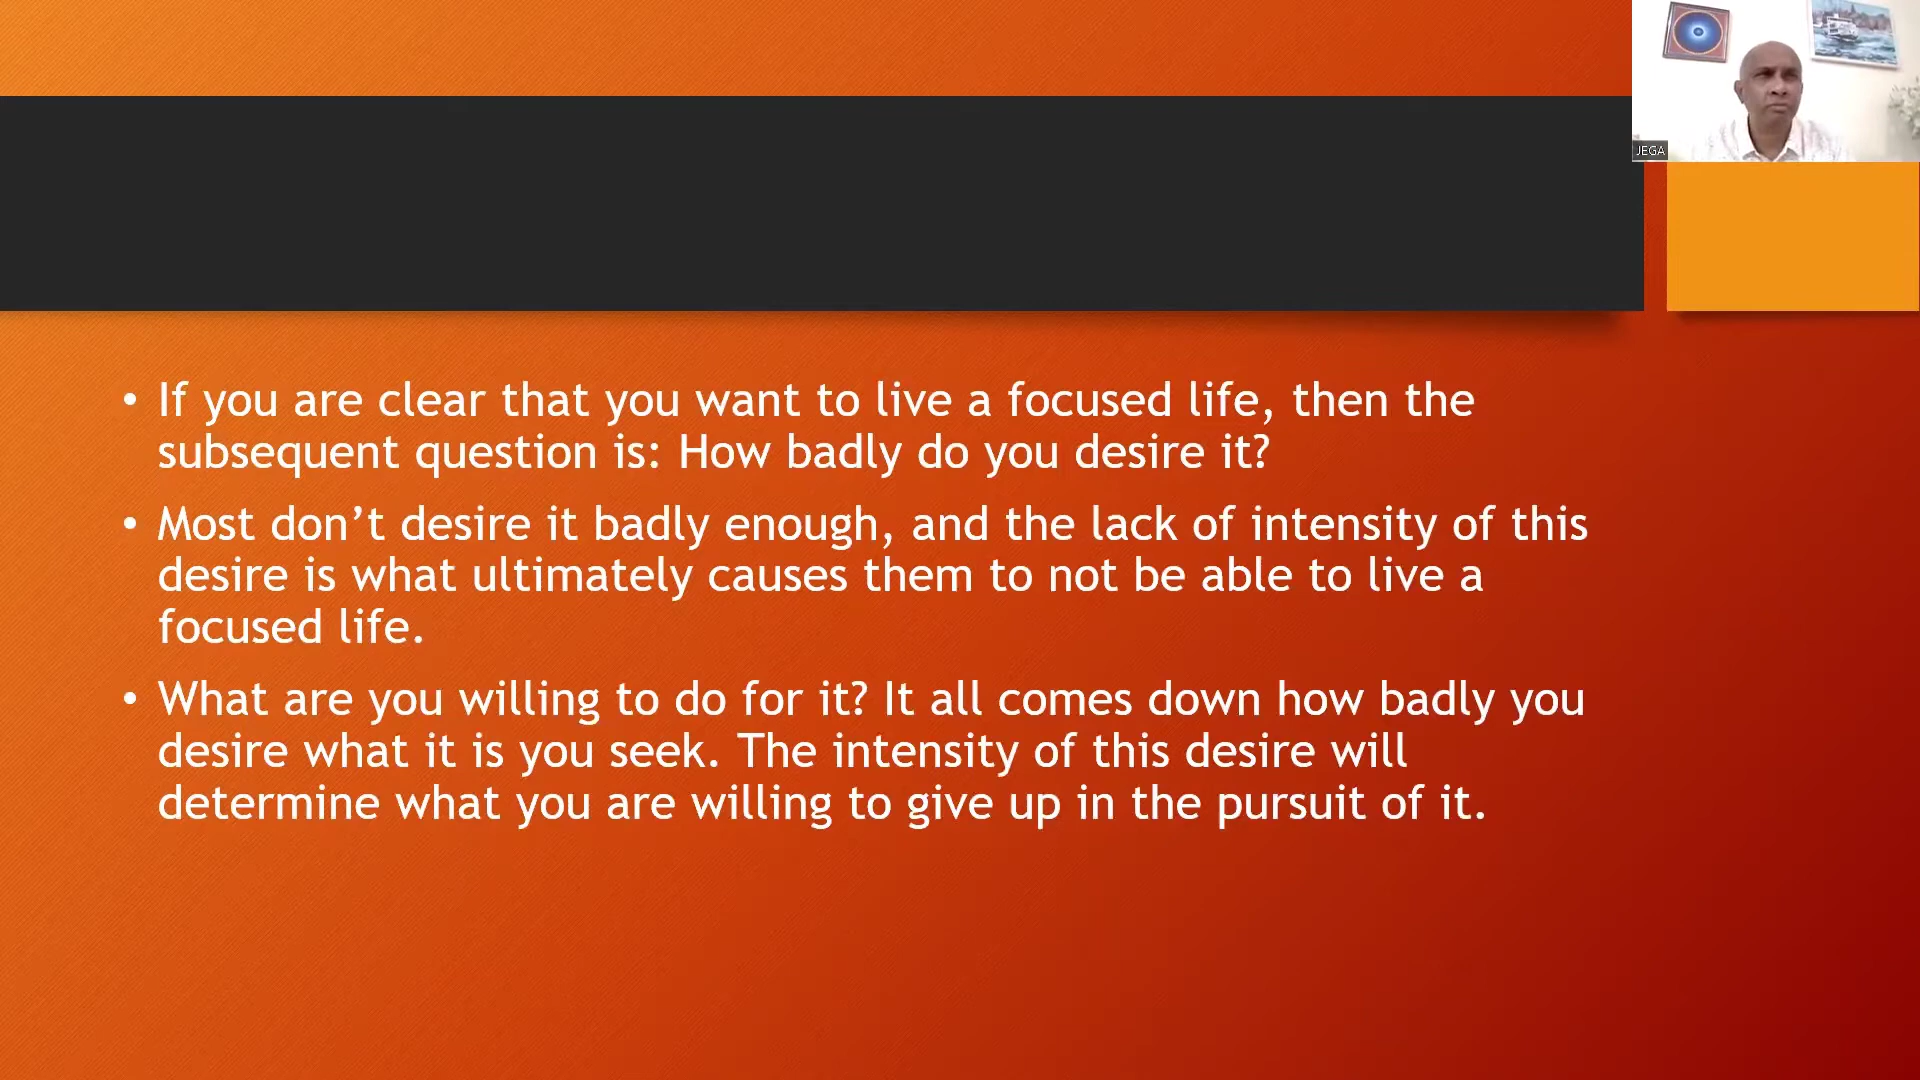 JEGA
• If you are clear that you want to live a focused life, then the
subsequent question is: How badly do you desire it?
• Most don’t desire it badly enough, and the lack of intensity of this
desire is what ultimately causes them to not be able to live a
focused life.
• What are you willing to do for it? It all comes down how badly you
desire what it is you seek. The intensity of this desire will
determine what you are willing to give up in the pursuit of it.